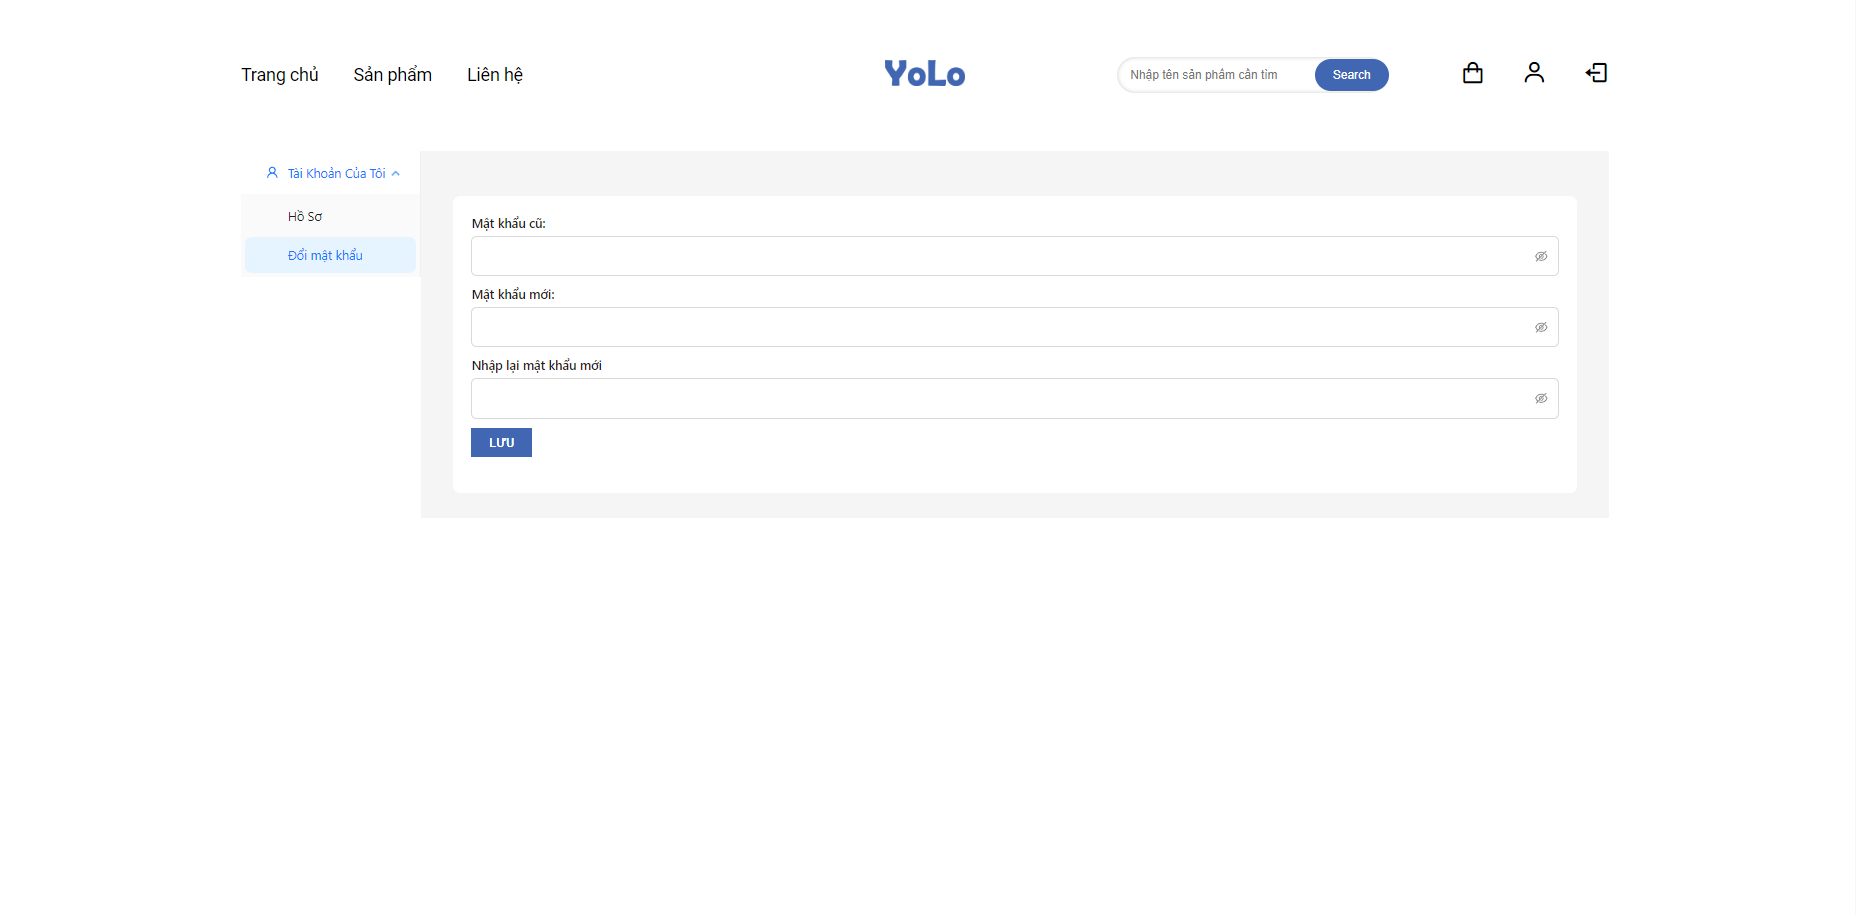 Trang chủ
Sản phẩm
Liên hệ
YoLo
Nhập tên sản phẩm cần tìm
Search
Tài Khoản Của Tôi
Hồ Sơ
Đổi mật khẩu
Mật khẩu cũ:
Mật khẩu mới:
Nhập lại mật khẩu mới
LƯU